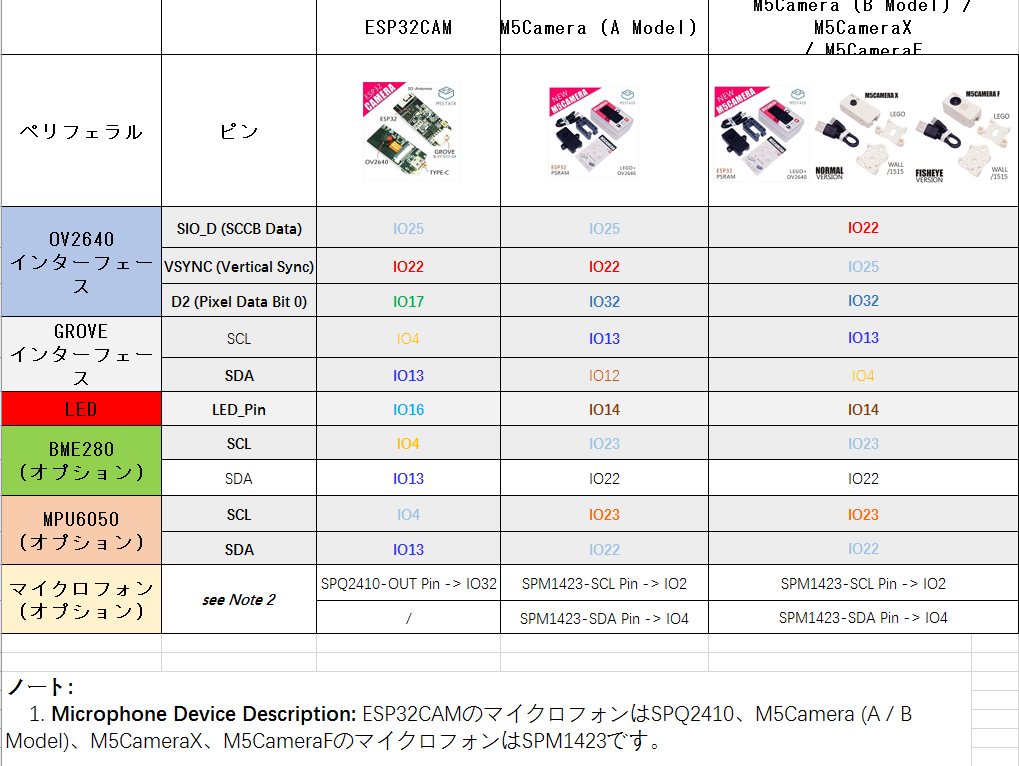 M5Camera (B Model) /
ESP32CAM
M5Camera (A Model)
M5CameraX
/ M5CameraF
ペリフェラル
ピン
ESP32
CAMERA
3D-Antenna
M5STACK
ESP32
GROVE
OV2640
TYPE-C
NEW
M5CAMERA
M5STACK
ESP32
PSRAM
LEGO+
OV2640
NEW
M5CAMERA
M5STACK
ESP32
PSRAM
LEGO+
OV2640
M5CAMERA X
LEGO
NORMAL
VERSION
WALL
/1515
M5CAMERA F
LEGO
FISHEYE
VERSION
WALL
/1515
OV2640
インターフェー
ス
SIO_D (SCCB Data)
IO25
IO25
IO22
VSYNC (Vertical Sync)
IO22
IO22
IO25
D2 (Pixel Data Bit 0)
IO17
IO32
IO32
GROVE
インターフェー
ス
SCL
IO4
IO13
IO13
SDA
IO13
IO12
IO4
LED
LED_Pin
IO16
IO14
IO14
BME280
(オプション)
SCL
IO4
IO23
IO23
SDA
IO13
IO22
IO22
MPU6050
(オプション)
SCL
IO4
IO23
IO23
SDA
IO13
IO22
IO22
マイクロフォン
(オプション)
see Note 2
SPQ2410-OUT Pin -> IO32
SPM1423-SCL Pin -> IO2
SPM1423-SCL Pin -> IO2
/
SPM1423-SDA Pin -> IO4
SPM1423-SDA Pin -> IO4
ノート:
1. Microphone Device Description: ESP32CAMのマイクロフォンはSPQ2410、M5Camera (A / B
Model)、M5CameraX、M5CameraFのマイクロフォンはSPM1423です。